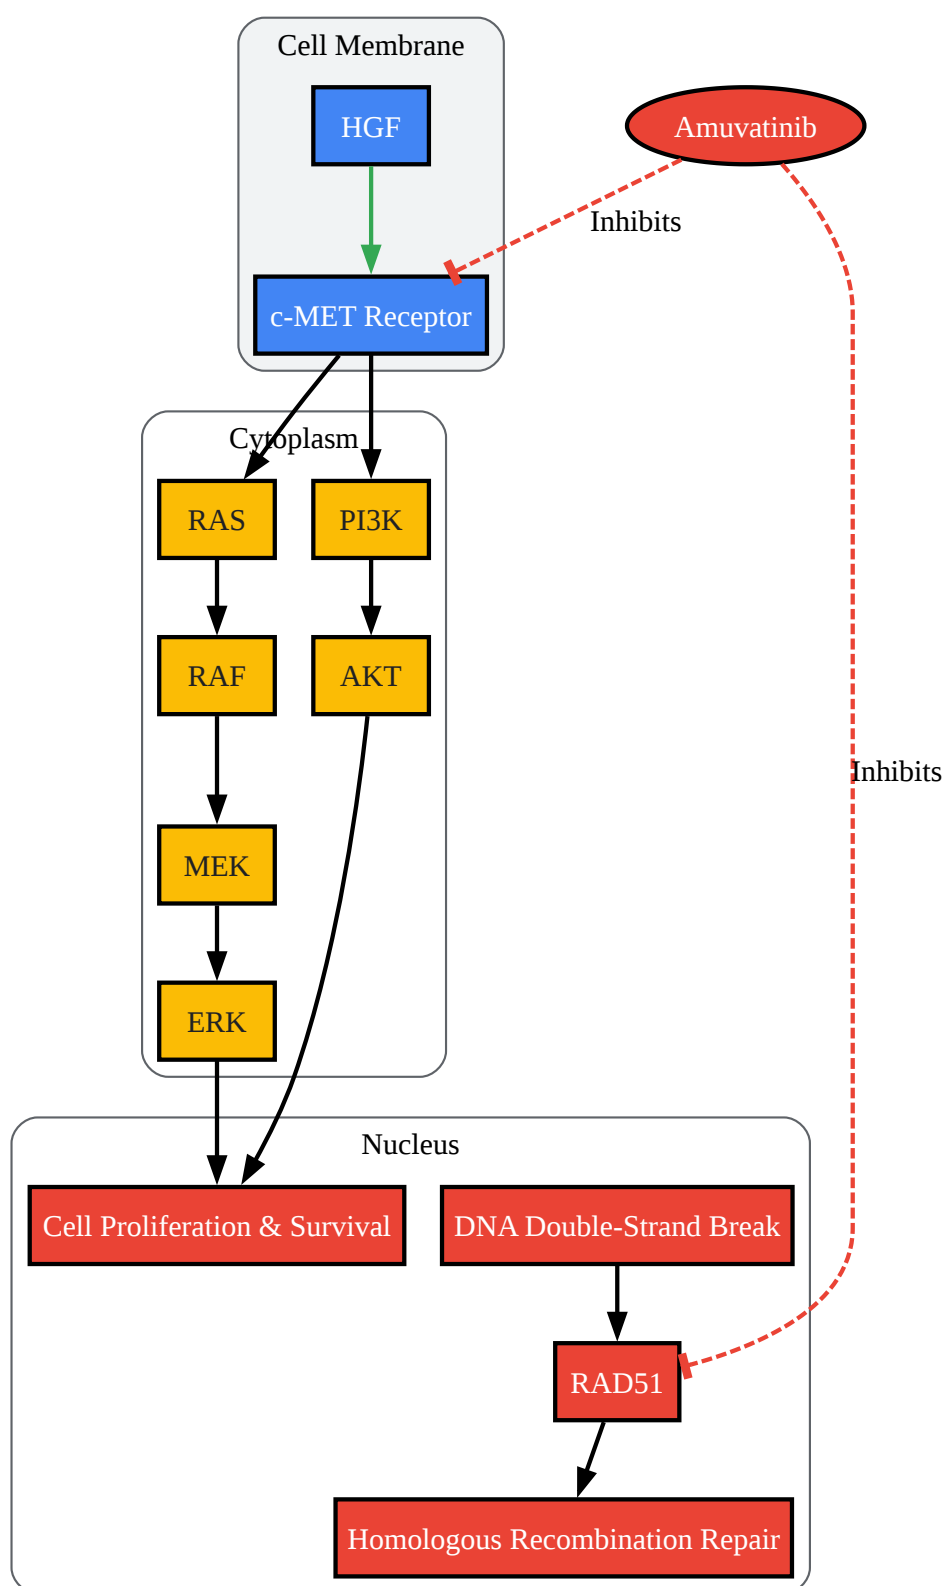 Cell Membrane
HGF
Amuvatinib
Inhibits
c-MET Receptor
Cytoplasm
RAS
PI3K
RAF
AKT
Inhibits
MEK
ERK
Nucleus
Cell Proliferation & Survival
DNA Double-Strand Break
RAD51
Homologous Recombination Repair